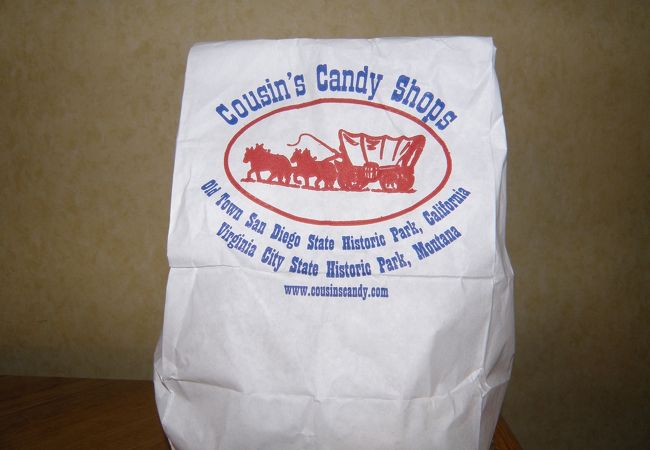 Cousin's Candy Shops
Old Town San Diego State Historic Park, California
Virginia City State Historic Park, Montana
www.cousinscandy.com